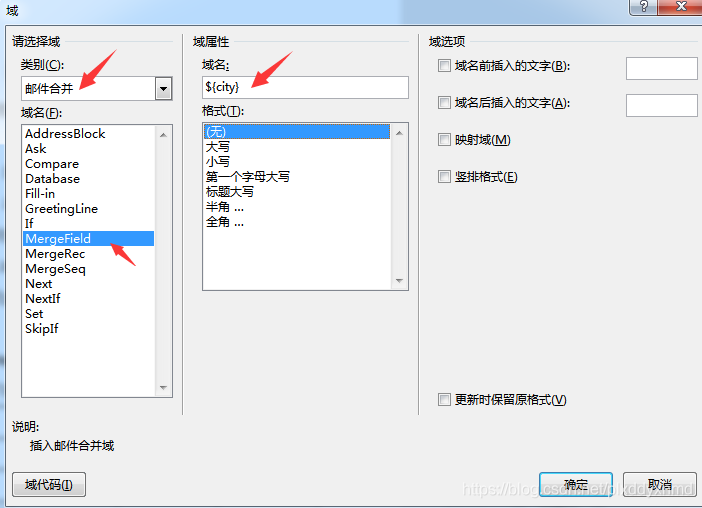 域
请选择域
类别(C):
邮件合并
域名(F):
AddressBlock
Ask
Compare
Database
Fill-in
GreetingLine
If
MergeField
MergeRec
MergeSeq
Next
NextIf
Set
SkipIf
域属性
域名:
${city}
格式(T):
(无)
大写
小写
第一个字母大写
标题大写
半角 ...
全角 ...
域选项
域名前插入的文字(B):
域名后插入的文字(A):
映射域(M)
竖排格式(E)
更新时保留原格式(V)
说明:
插入邮件合并域
域代码(I)
确定
取消